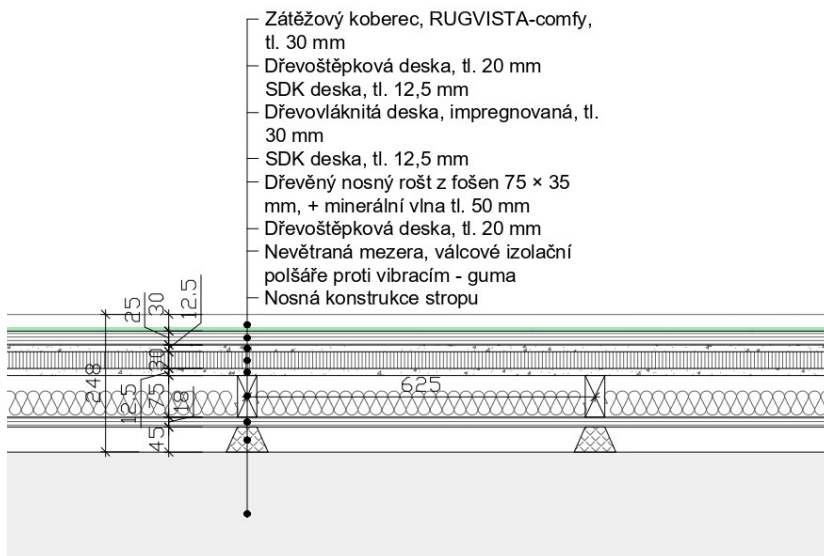 Zátěžový koberec, RUGVISTA-comfy,
tl. 30 mm
Dřevoštěpková deska, tl. 20 mm
SDK deska, tl. 12,5 mm
Dřevovláknitá deska, impregnovaná, tl.
30 mm
SDK deska, tl. 12,5 mm
Dřevěný nosný rošt z fošen 75 × 35
mm, + minerální vlna tl. 50 mm
Dřevoštěpková deska, tl. 20 mm
Nevětraná mezera, válcové izolační
polšáře proti vibracím - guma
Nosná konstrukce stropu
25
30
12.5
30
248
12.5
75
18
45
625